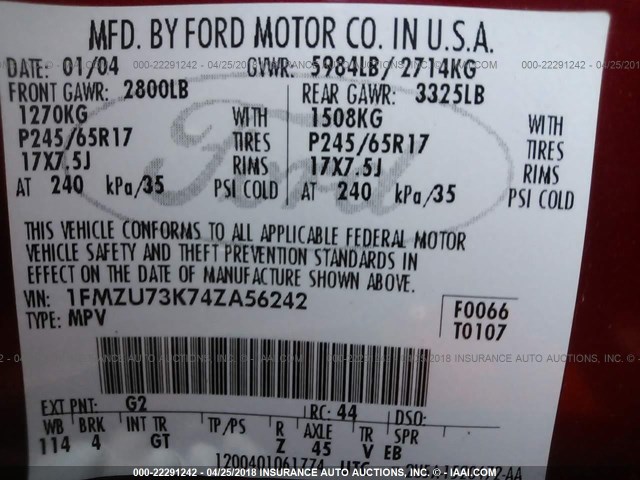 MFD. BY FORD MOTOR CO. IN U.S.A.
DATE: 01/04 GVWR: 5984LB/ 2714KG
FRONT GAWR: 2800LB REAR GAWR: 3325LB
1270KG WITH 1508KG WITH
P245/65R17 TIRES P245/65R17 TIRES
17X7.5J RIMS 17X7.5J RIMS
AT 240 kPa/35 PSI COLD AT 240 kPa/35 PSI COLD
Ford
THIS VEHICLE CONFORMS TO ALL APPLICABLE FEDERAL MOTOR
VEHICLE SAFETY AND THEFT PREVENTION STANDARDS IN
EFFECT ON THE DATE OF MANUFACTURE SHOWN ABOVE.
VIN: 1FMZU73K74ZA56242 F0066
TYPE: MPV T0107
EXT PNT: G2 RC: 44 DSO:
WB BRK INT TR TP/PS R AXLE TR SPR
114 4 GT Z 45 V EB
1200401061774 UTC
000-22291242 - 04/25/2018 - INSURANCE AUTO AUCTIONS, INC. - IAAI.COM